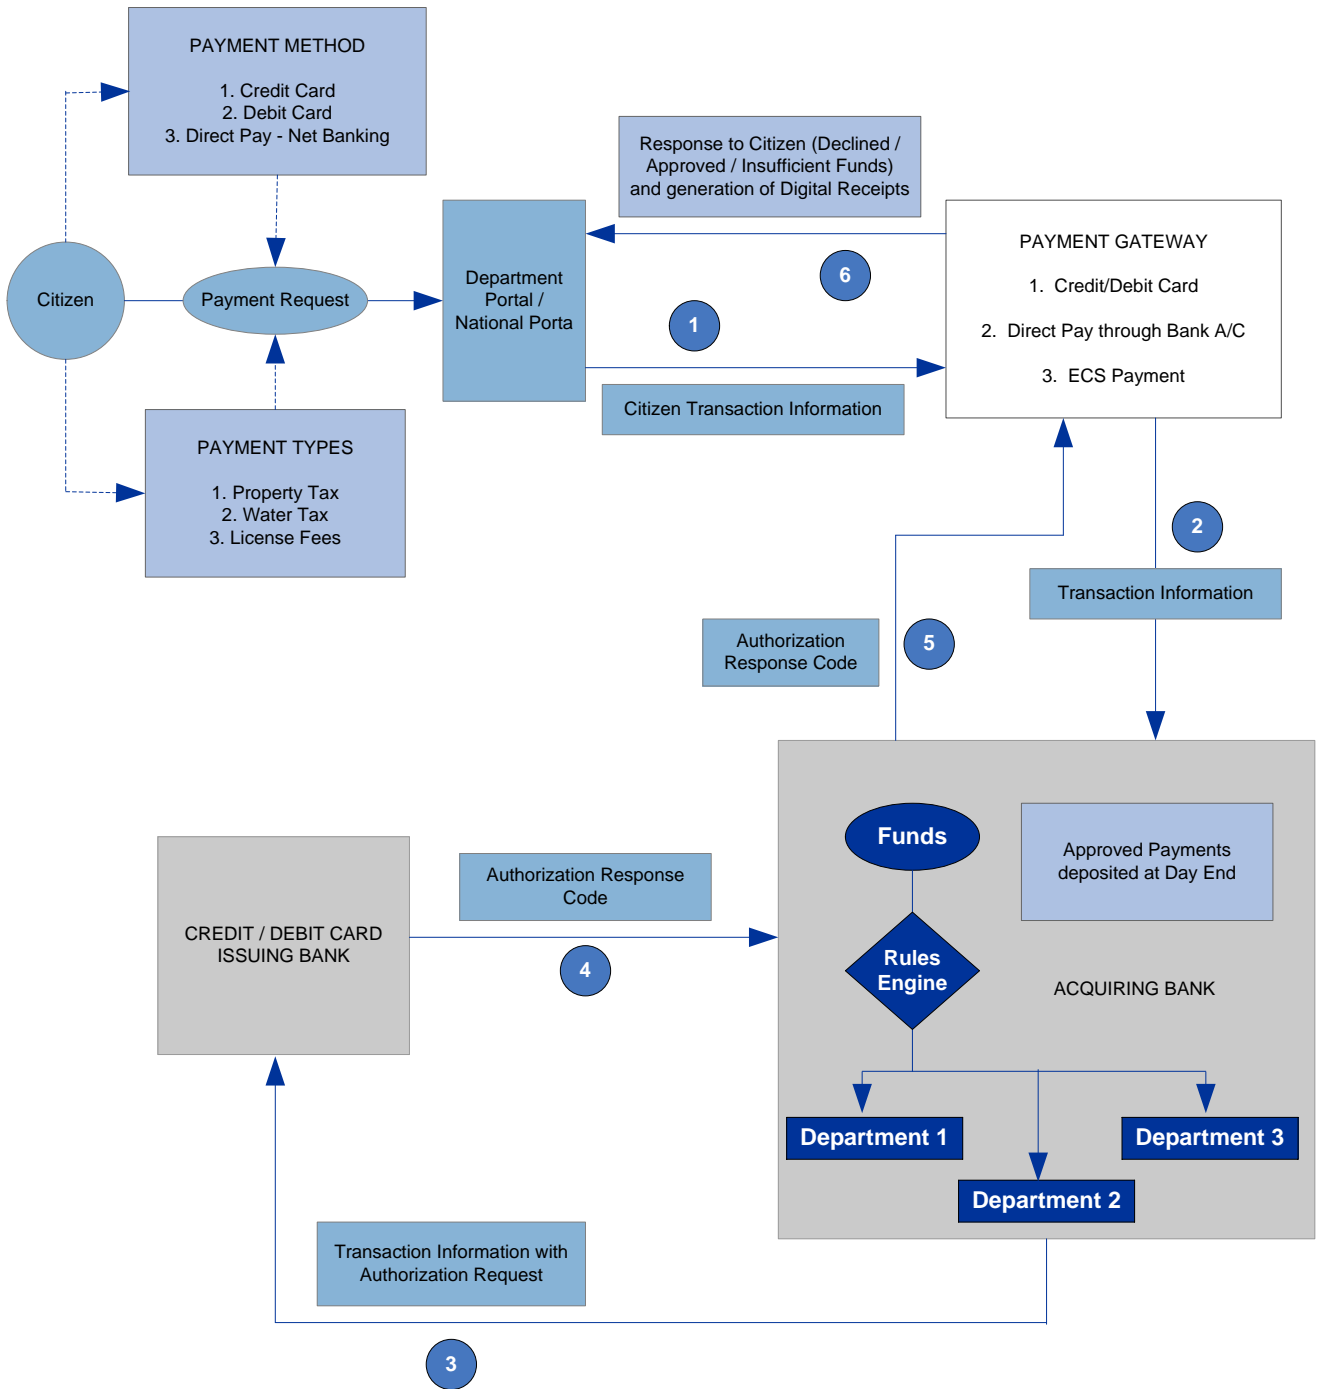 PAYMENT METHOD
1. Credit Card
2. Debit Card
3. Direct Pay - Net Banking
Response to Citizen (Declined /
Approved / Insufficient Funds)
and generation of Digital Receipts
Citizen
Payment Request
Department
Portal /
National Porta
6
1
PAYMENT GATEWAY
1. Credit/Debit Card
2. Direct Pay through Bank A/C
3. ECS Payment
Citizen Transaction Information
PAYMENT TYPES
1. Property Tax
2. Water Tax
3. License Fees
2
Transaction Information
Authorization
Response Code
5
Funds
Approved Payments
deposited at Day End
Authorization Response
Code
CREDIT / DEBIT CARD
ISSUING BANK
4
Rules
Engine
ACQUIRING BANK
Department 1
Department 3
Department 2
Transaction Information with
Authorization Request
3